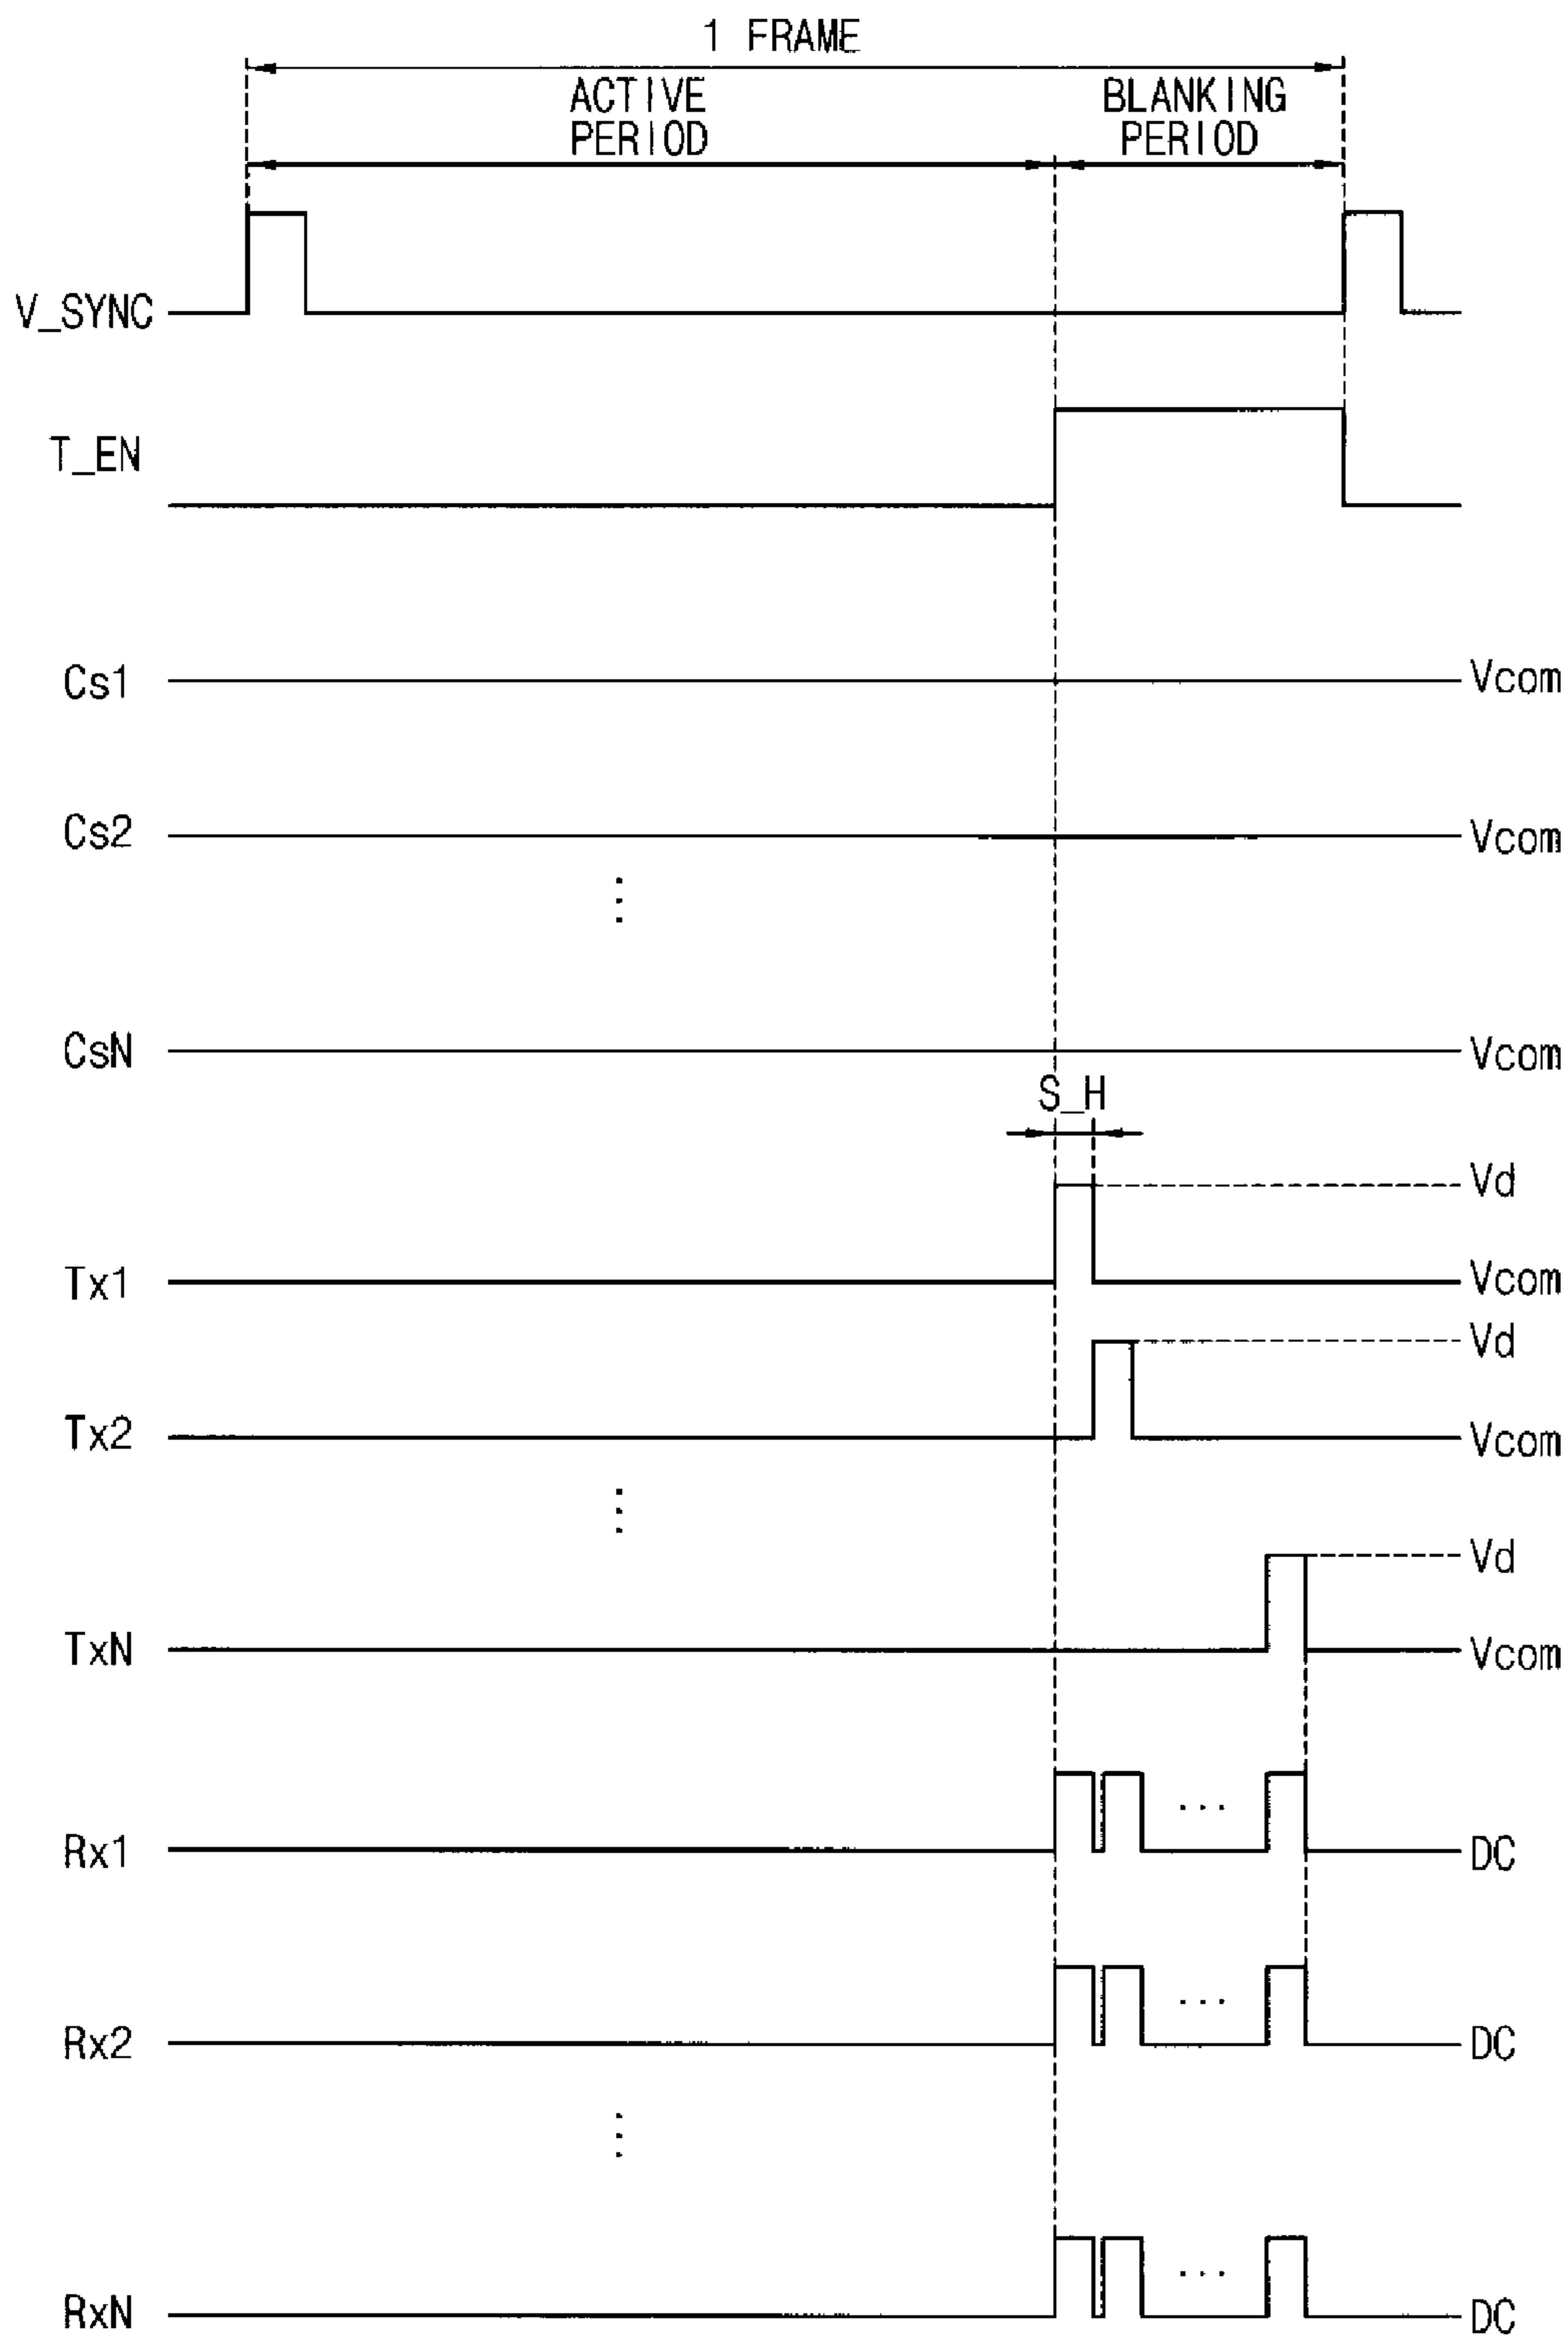 1 FRAME
ACTIVE
PERIOD
BLANKING
PERIOD
V_SYNC
T_EN
Cs1
Vcom
Cs2
Vcom
CsN
Vcom
S_H
Vd
Tx1
Vcom
Vd
Tx2
Vcom
Vd
TxN
Vcom
...
Rx1
DC
...
Rx2
DC
...
RxN
DC